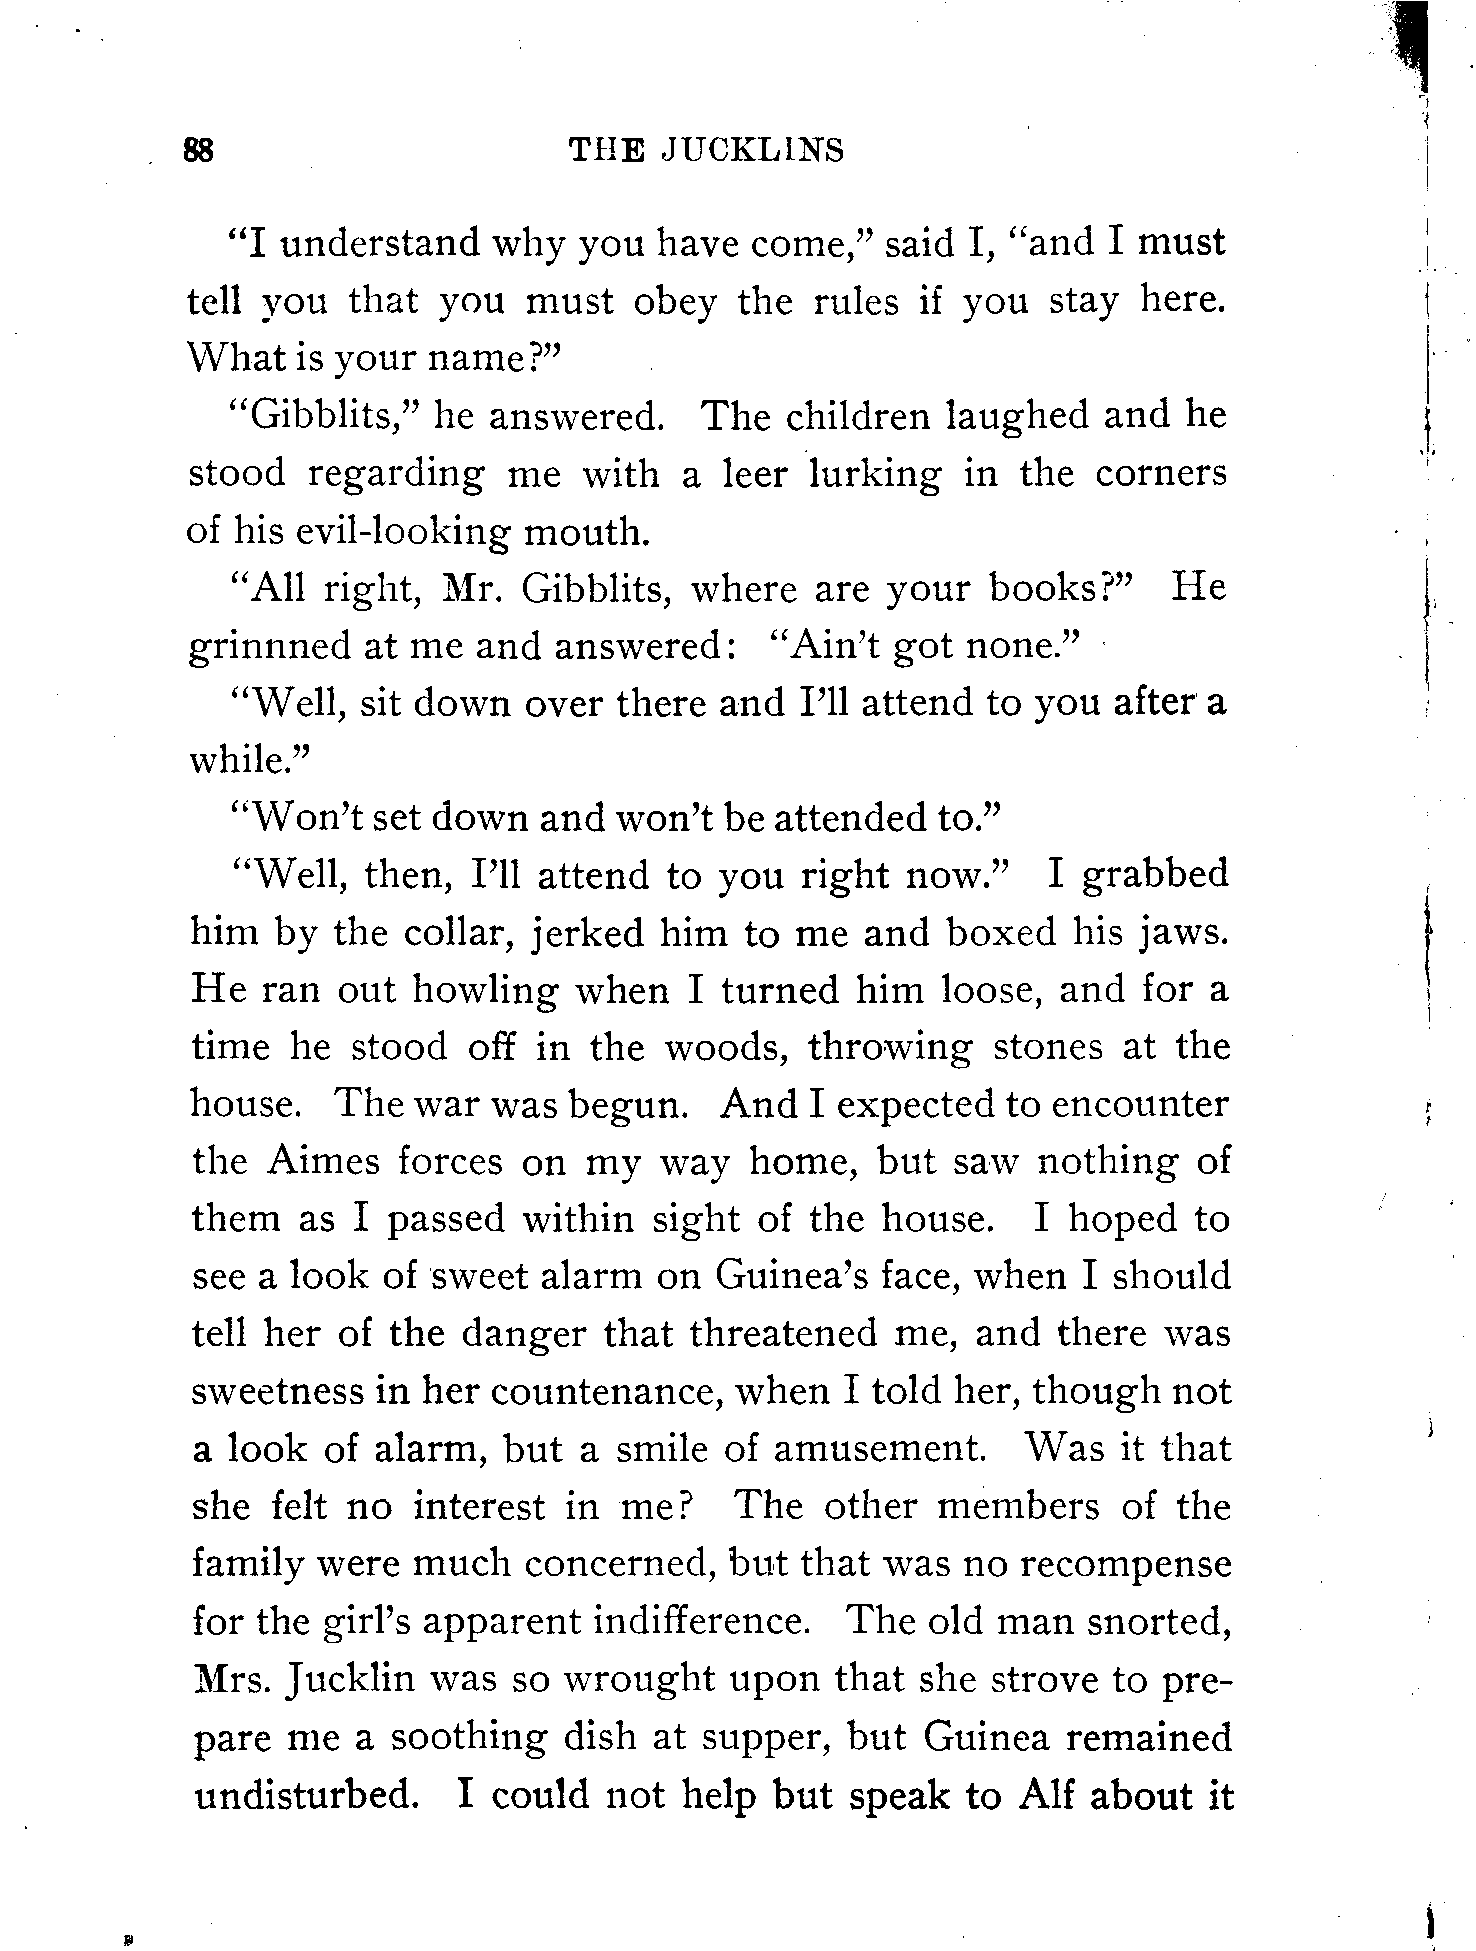 88 THE JUCKLINS
“I understand why you have come,” said I, “and I must
tell you that you must obey the rules if you stay here.
What is your name?”
“Gibblits,” he answered. The children laughed and he
stood regarding me with a leer lurking in the corners
of his evil-looking mouth.
“All right, Mr. Gibblits, where are your books?” He
grinnned at me and answered: “Ain’t got none.”
“Well, sit down over there and I’ll attend to you after a
while.”
“Won’t set down and won’t be attended to.”
“Well, then, I’ll attend to you right now.” I grabbed
him by the collar, jerked him to me and boxed his jaws.
He ran out howling when I turned him loose, and for a
time he stood off in the woods, throwing stones at the
house. The war was begun. And I expected to encounter
the Aimes forces on my way home, but saw nothing of
them as I passed within sight of the house. I hoped to
see a look of sweet alarm on Guinea’s face, when I should
tell her of the danger that threatened me, and there was
sweetness in her countenance, when I told her, though not
a look of alarm, but a smile of amusement. Was it that
she felt no interest in me? The other members of the
family were much concerned, but that was no recompense
for the girl’s apparent indifference. The old man snorted,
Mrs. Jucklin was so wrought upon that she strove to pre-
pare me a soothing dish at supper, but Guinea remained
undisturbed. I could not help but speak to Alf about it